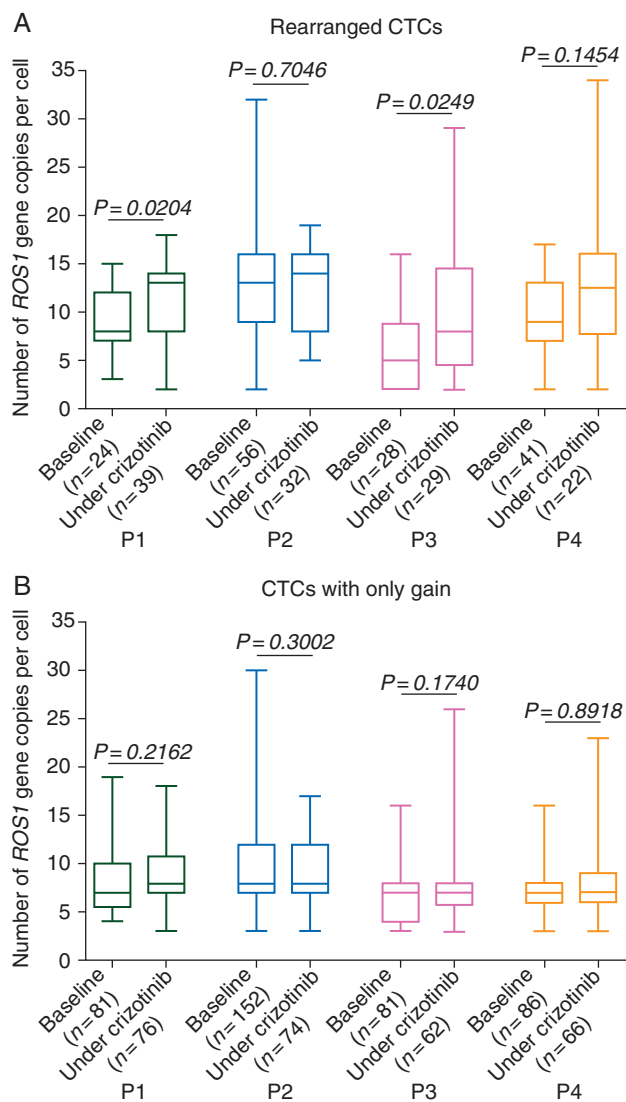 A
Rearranged CTCs
Number of ROS1 gene copies per cell
35
30
25
20
15
10
5
0
P = 0.0204
P = 0.7046
P = 0.0249
P = 0.1454
Baseline
(n=24)
Under crizotinib
(n=39)
Baseline
(n=56)
Under crizotinib
(n=32)
Baseline
(n=28)
Under crizotinib
(n=29)
Baseline
(n=41)
Under crizotinib
(n=22)
P1
P2
P3
P4
B
CTCs with only gain
Number of ROS1 gene copies per cell
35
30
25
20
15
10
5
0
P = 0.2162
P = 0.3002
P = 0.1740
P = 0.8918
Baseline
(n=81)
Under crizotinib
(n=76)
Baseline
(n=152)
Under crizotinib
(n=74)
Baseline
(n=81)
Under crizotinib
(n=62)
Baseline
(n=86)
Under crizotinib
(n=66)
P1
P2
P3
P4